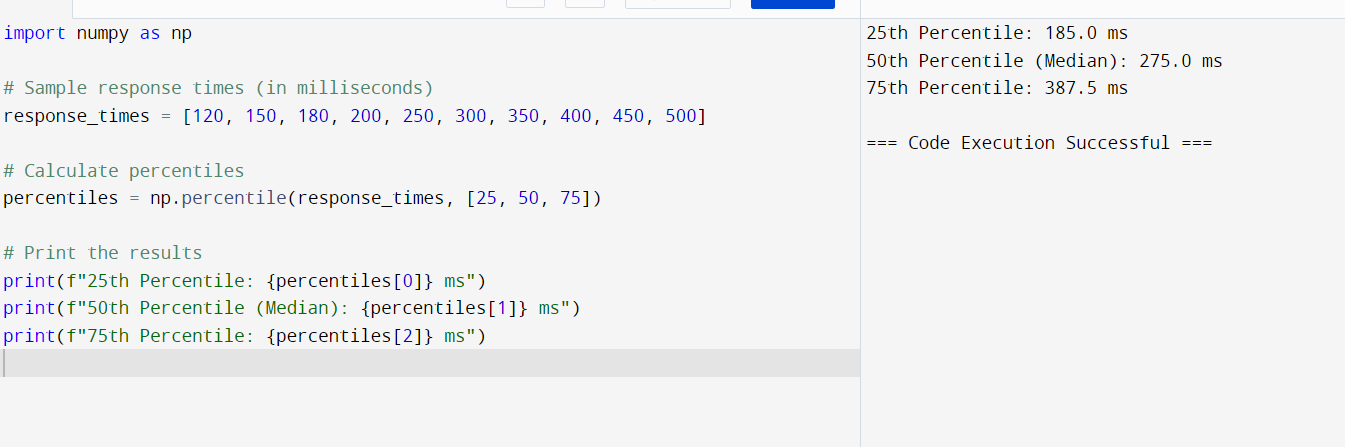 import numpy as np
# Sample response times (in milliseconds)
response_times = [120, 150, 180, 200, 250, 300, 350, 400, 450, 500]
# Calculate percentiles
percentiles = np.percentile(response_times, [25, 50, 75])
# Print the results
print(f"25th Percentile: {percentiles[0]} ms")
print(f"50th Percentile (Median): {percentiles[1]} ms")
print(f"75th Percentile: {percentiles[2]} ms")
25th Percentile: 185.0 ms
50th Percentile (Median): 275.0 ms
75th Percentile: 387.5 ms
=== Code Execution Successful ===